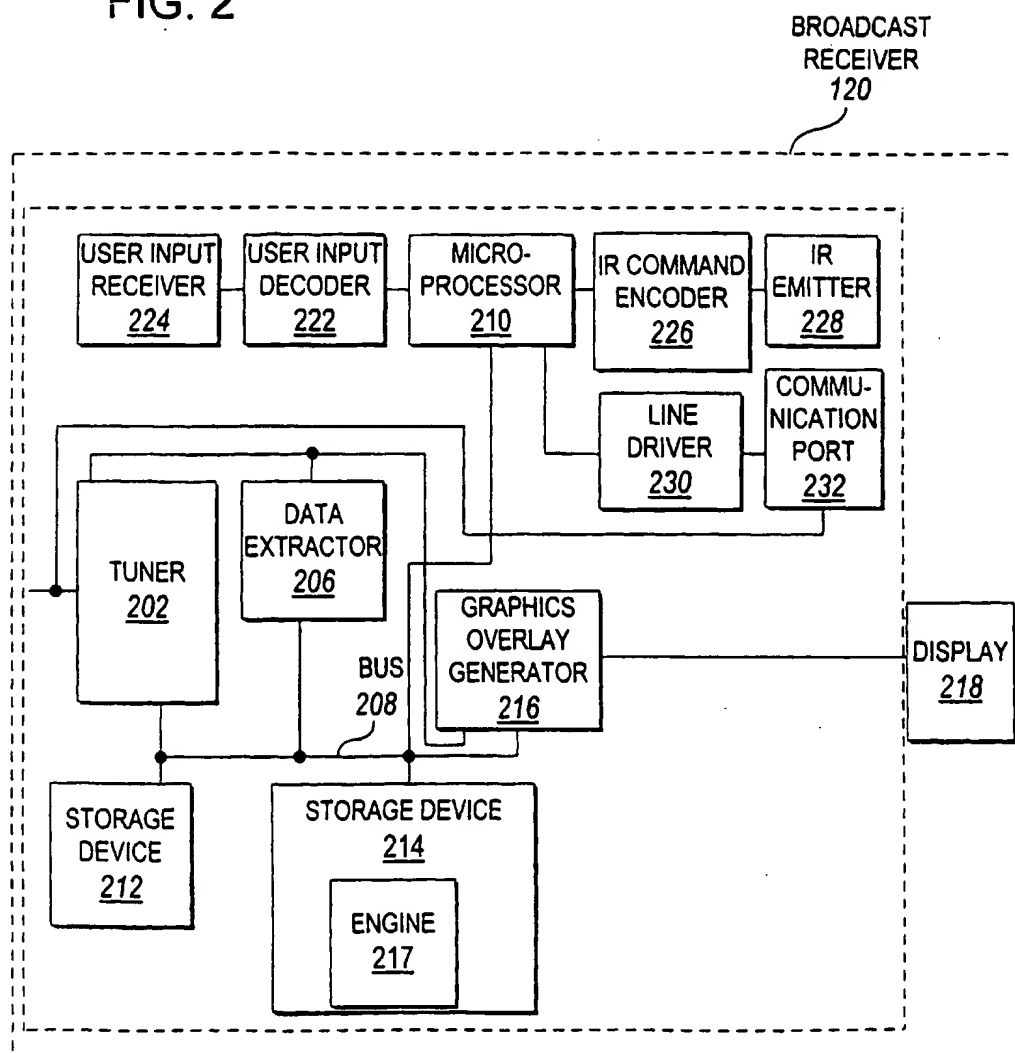 FIG. 2
BROADCAST
RECEIVER
120
USER INPUT
RECEIVER
224
USER INPUT
DECODER
222
MICRO-
PROCESSOR
210
IR COMMAND
ENCODER
226
IR
EMITTER
228
LINE
DRIVER
230
COMMU-
NICATION
PORT
232
TUNER
202
DATA
EXTRACTOR
206
GRAPHICS
OVERLAY
GENERATOR
216
DISPLAY
218
BUS
208
STORAGE
DEVICE
212
STORAGE DEVICE
214
ENGINE
217